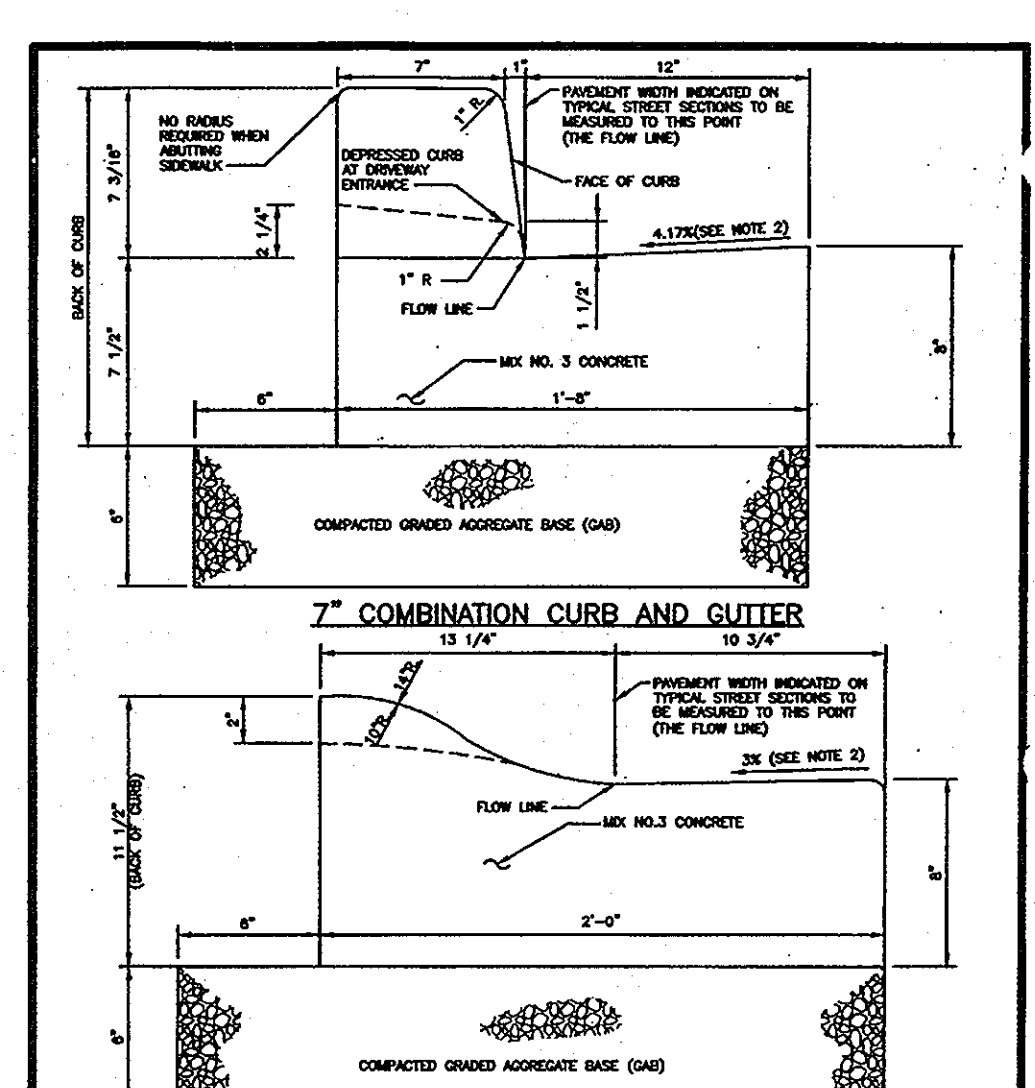 7"
1"
12"
NO RADIUS
REQUIRED WHEN
ABUTTING
SIDEWALK
1" R.
PAVEMENT WIDTH INDICATED ON
TYPICAL STREET SECTIONS TO BE
MEASURED TO THIS POINT
(THE FLOW LINE)
DEPRESSED CURB
AT DRIVEWAY
ENTRANCE
FACE OF CURB
7 3/16"
2 1/4"
BACK OF CURB
4.17%(SEE NOTE 2)
1" R
FLOW LINE
1 1/2"
7 1/2"
8"
MIX NO. 3 CONCRETE
6"
1'-8"
6"
COMPACTED GRADED AGGREGATE BASE (GAB)
7" COMBINATION CURB AND GUTTER
13 1/4"
10 3/4"
14"R.
10"R.
PAVEMENT WIDTH INDICATED ON
TYPICAL STREET SECTIONS TO
BE MEASURED TO THIS POINT
(THE FLOW LINE)
2"
3% (SEE NOTE 2)
FLOW LINE
MIX NO.3 CONCRETE
11 1/2"
(BACK OF CURB)
8"
6"
2'-0"
6"
COMPACTED GRADED AGGREGATE BASE (GAB)